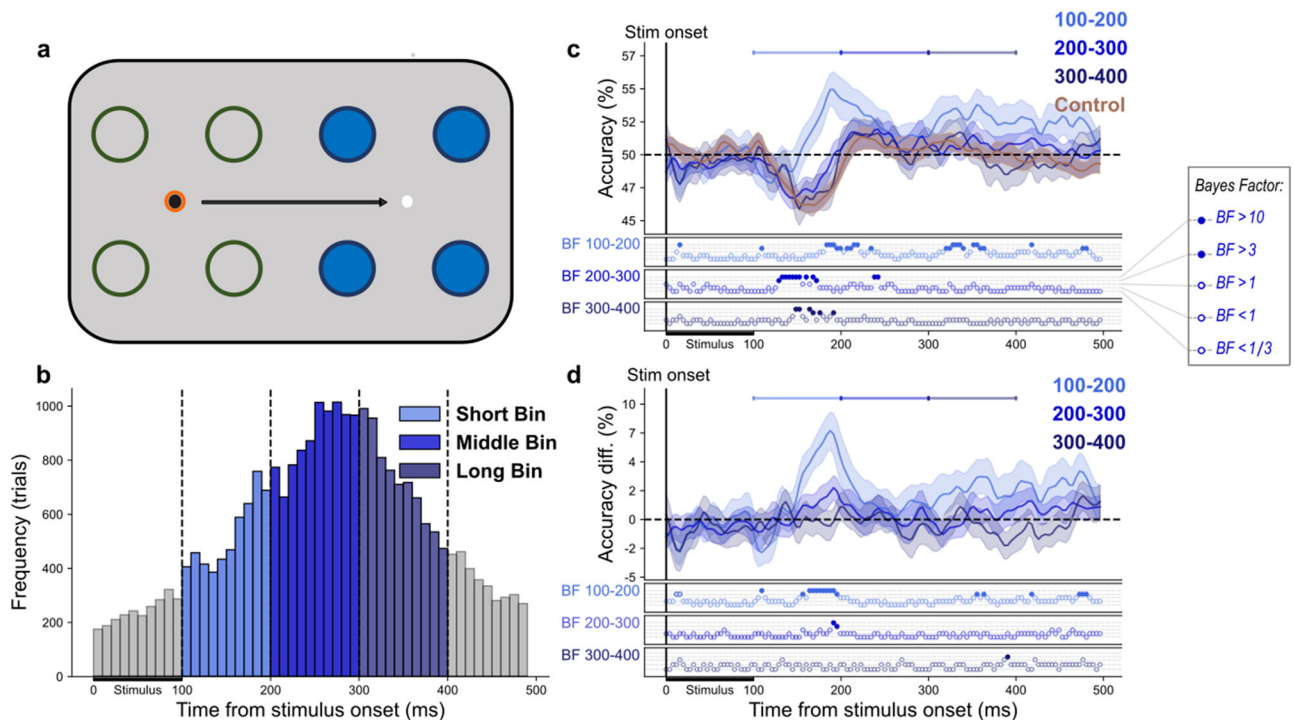 a
b
1000
800
600
400
200
0
Frequency (trials)
Short Bin
Middle Bin
Long Bin
Stimulus
0
100
200
300
400
500
Time from stimulus onset (ms)
c
Stim onset
100-200
200-300
300-400
Control
57
55
52
50
47
45
Accuracy (%)
BF 100-200
BF 200-300
BF 300-400
Stimulus
0
100
200
300
400
500
Bayes Factor:
BF > 10
BF > 3
BF > 1
BF < 1
BF < 1/3
d
Stim onset
100-200
200-300
300-400
10
7
4
2
0
-2
-5
Accuracy diff. (%)
BF 100-200
BF 200-300
BF 300-400
Stimulus
0
100
200
300
400
500
Time from stimulus onset (ms)